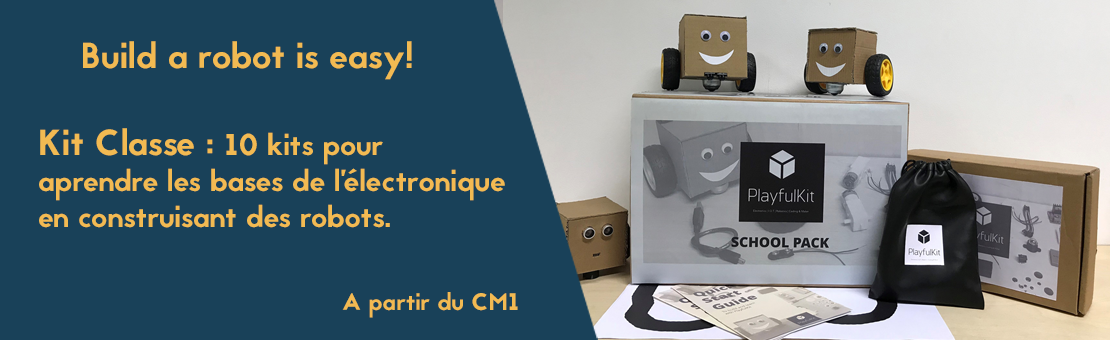 Build a robot is easy!
Kit Classe : 10 kits pour
aprendre les bases de l'électronique
en construisant des robots.
A partir du CM1
PlayfulKit
SCHOOL PACK
Quick
Start
Guide
PlayfulKit
yfulKit